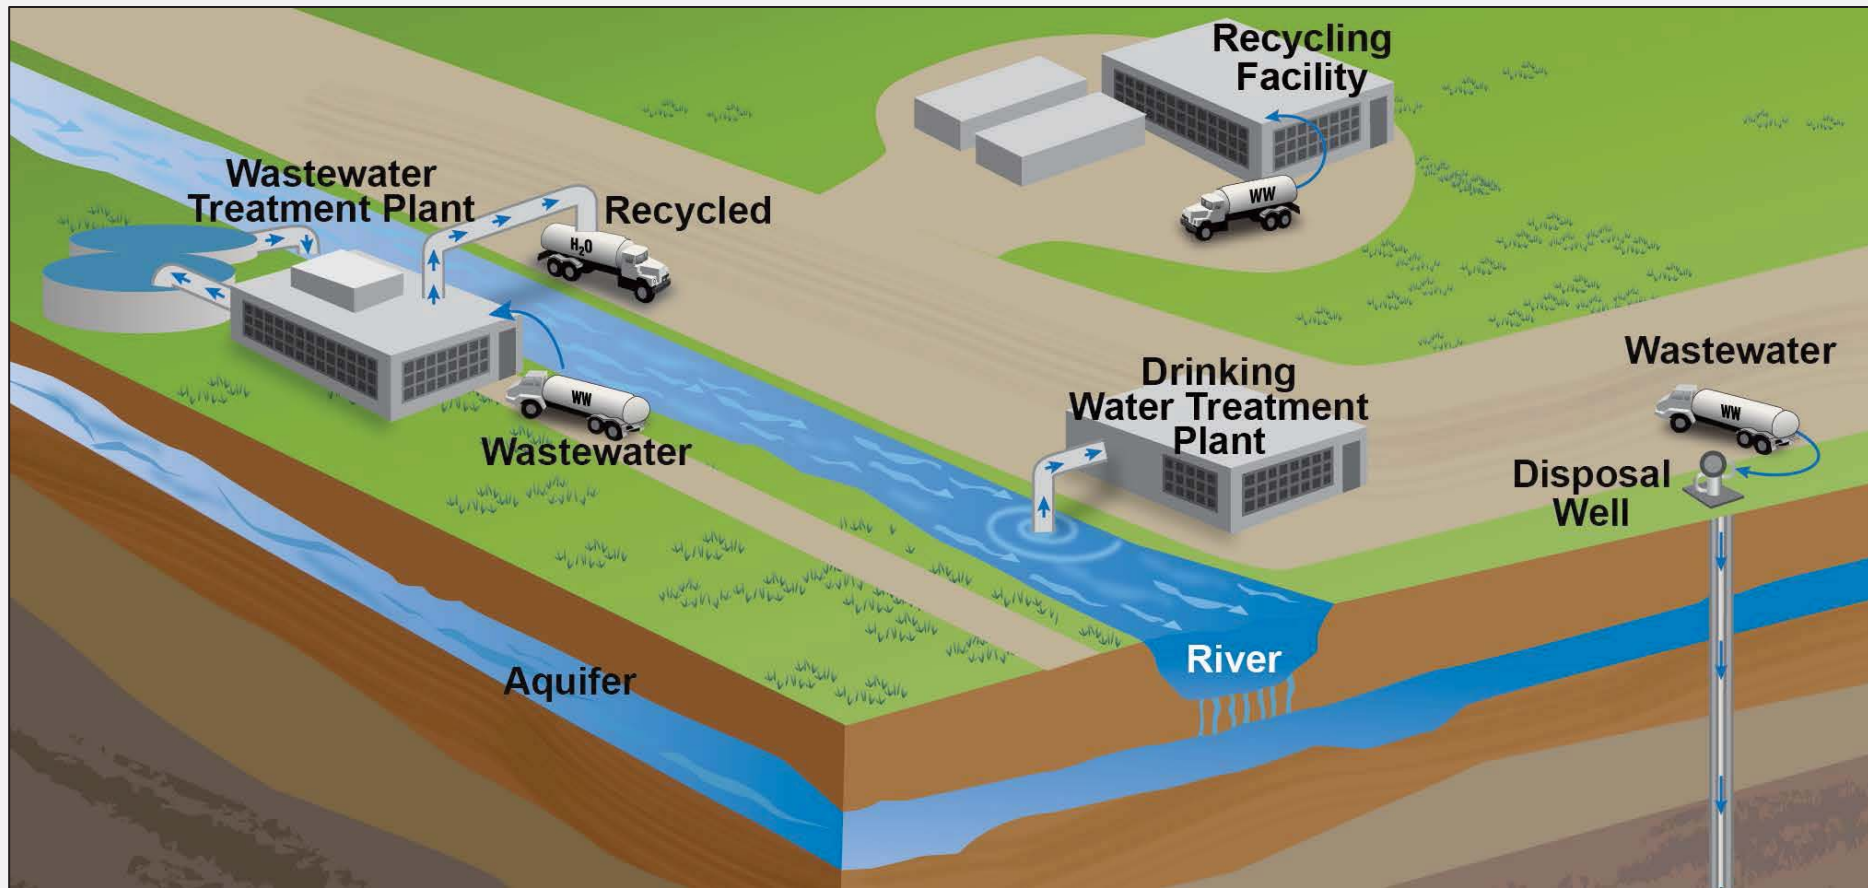 Recycling
Facility
WW
Wastewater
Treatment Plant
Recycled
H₂O
Wastewater
WW
Drinking
Water Treatment
Plant
WW
Wastewater
Disposal
Well
River
Aquifer